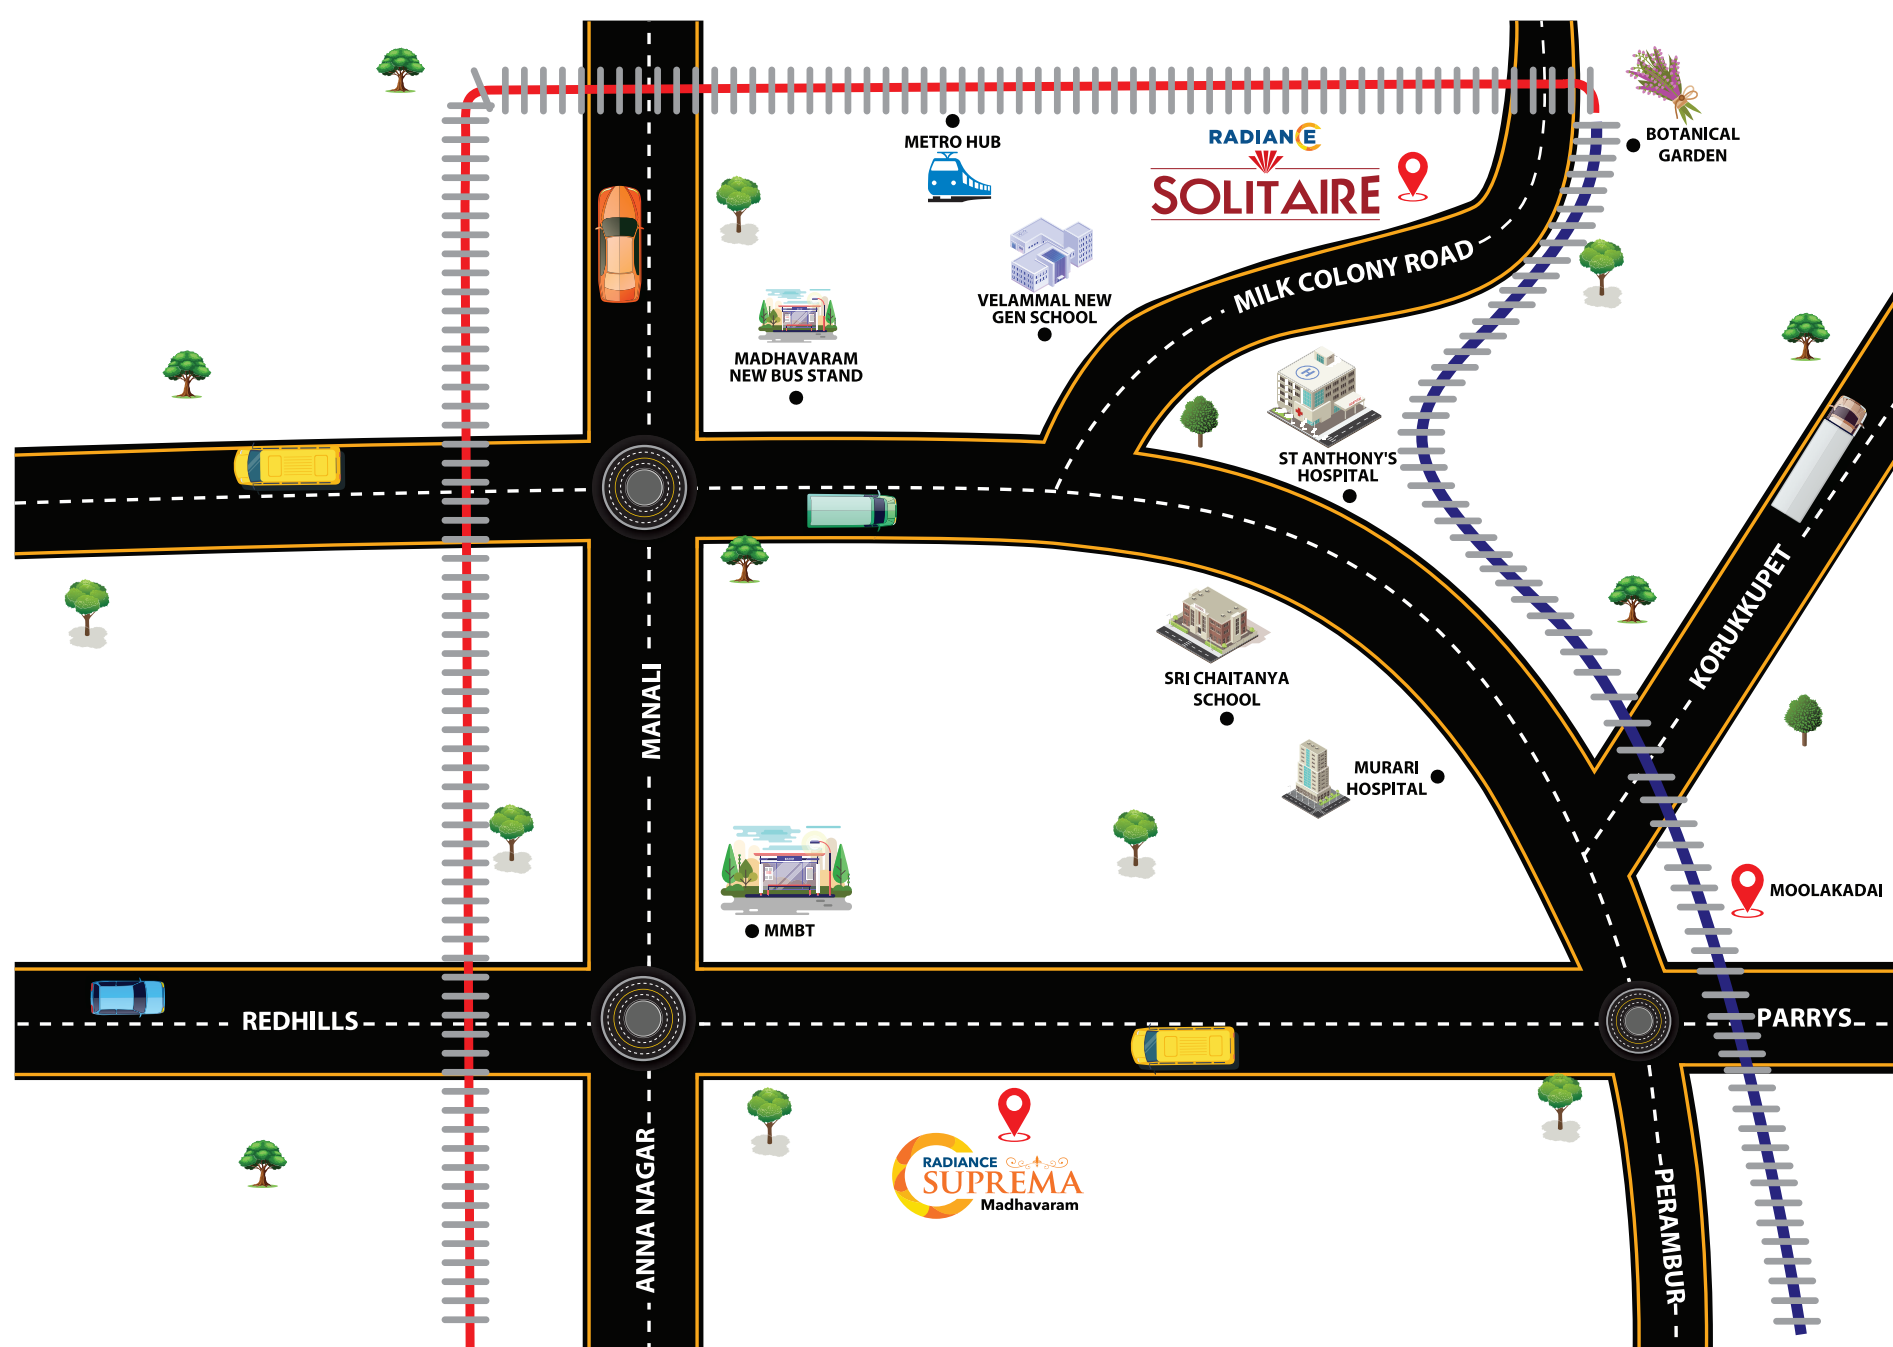 BOTANICAL
GARDEN
METRO HUB
RADIANCE
SOLITAIRE
MILK COLONY ROAD
VELAMMAL NEW
GEN SCHOOL
MADHAVARAM
NEW BUS STAND
ST ANTHONY'S
HOSPITAL
KORUKKUPET
SRI CHAITANYA
SCHOOL
MANALI
MURARI
HOSPITAL
MOOLAKADAI
MMBT
REDHILLS
PARRYS
ANNA NAGAR
RADIANCE
SUPREMA
Madhavaram
PERAMBUR